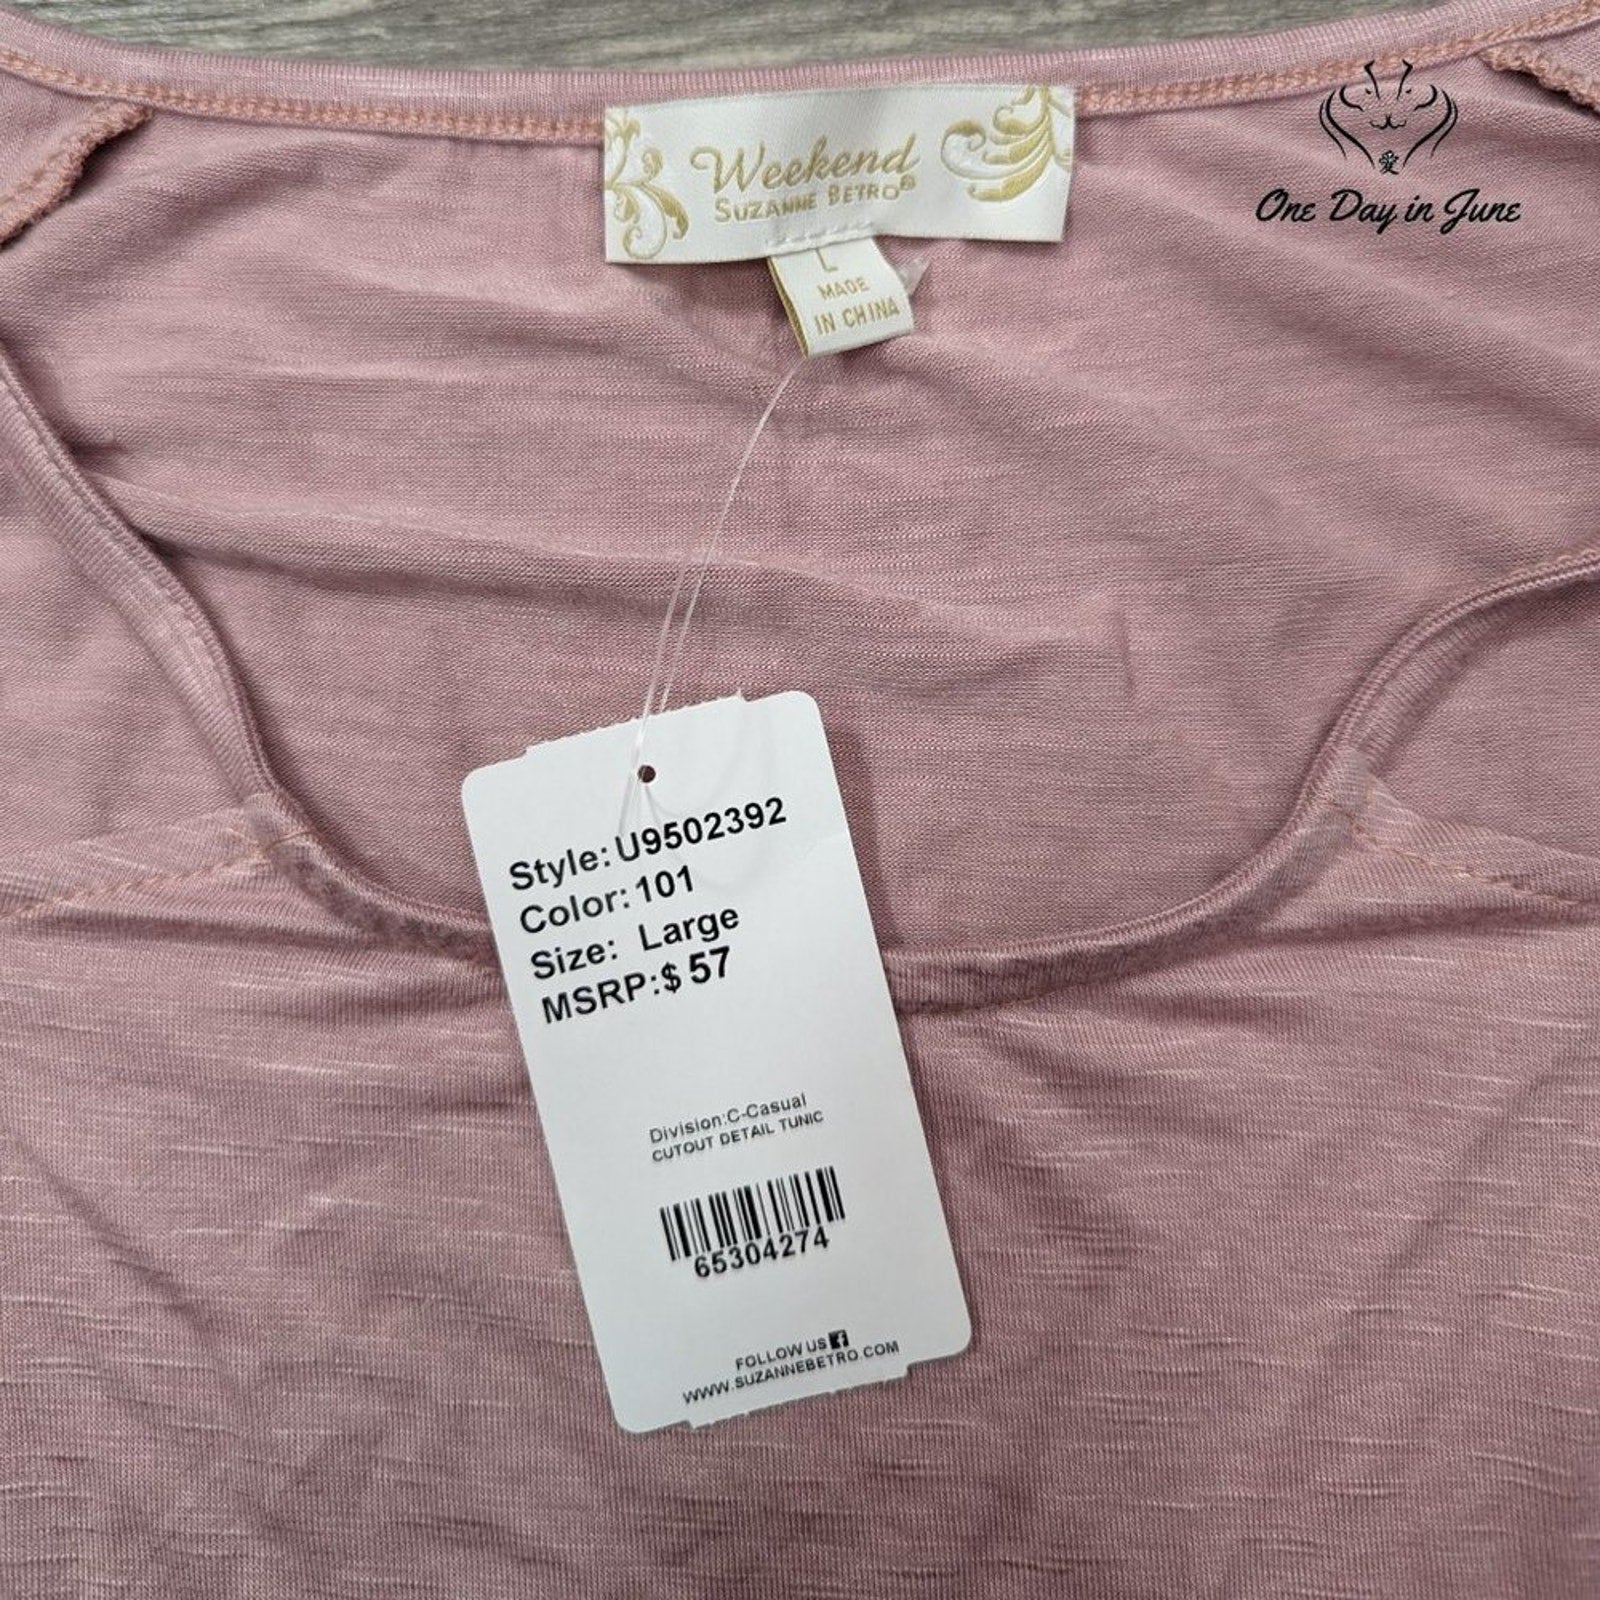 Weekend
SUZANNE BETRO®
L
MADE
IN CHINA
愛
One Day in June
Style: U9502392
Color: 101
Size: Large
MSRP:$ 57
Division:C-Casual
CUTOUT DETAIL TUNIC
65304274
FOLLOW US f
WWW.SUZANNEBETRO.COM